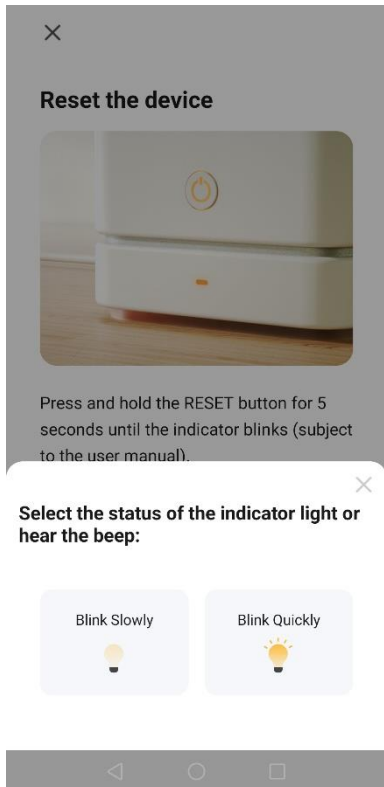 Reset the device
Press and hold the RESET button for 5
seconds until the indicator blinks (subject
to the user manual).
Select the status of the indicator light or
hear the beep:
Blink Slowly
Blink Quickly